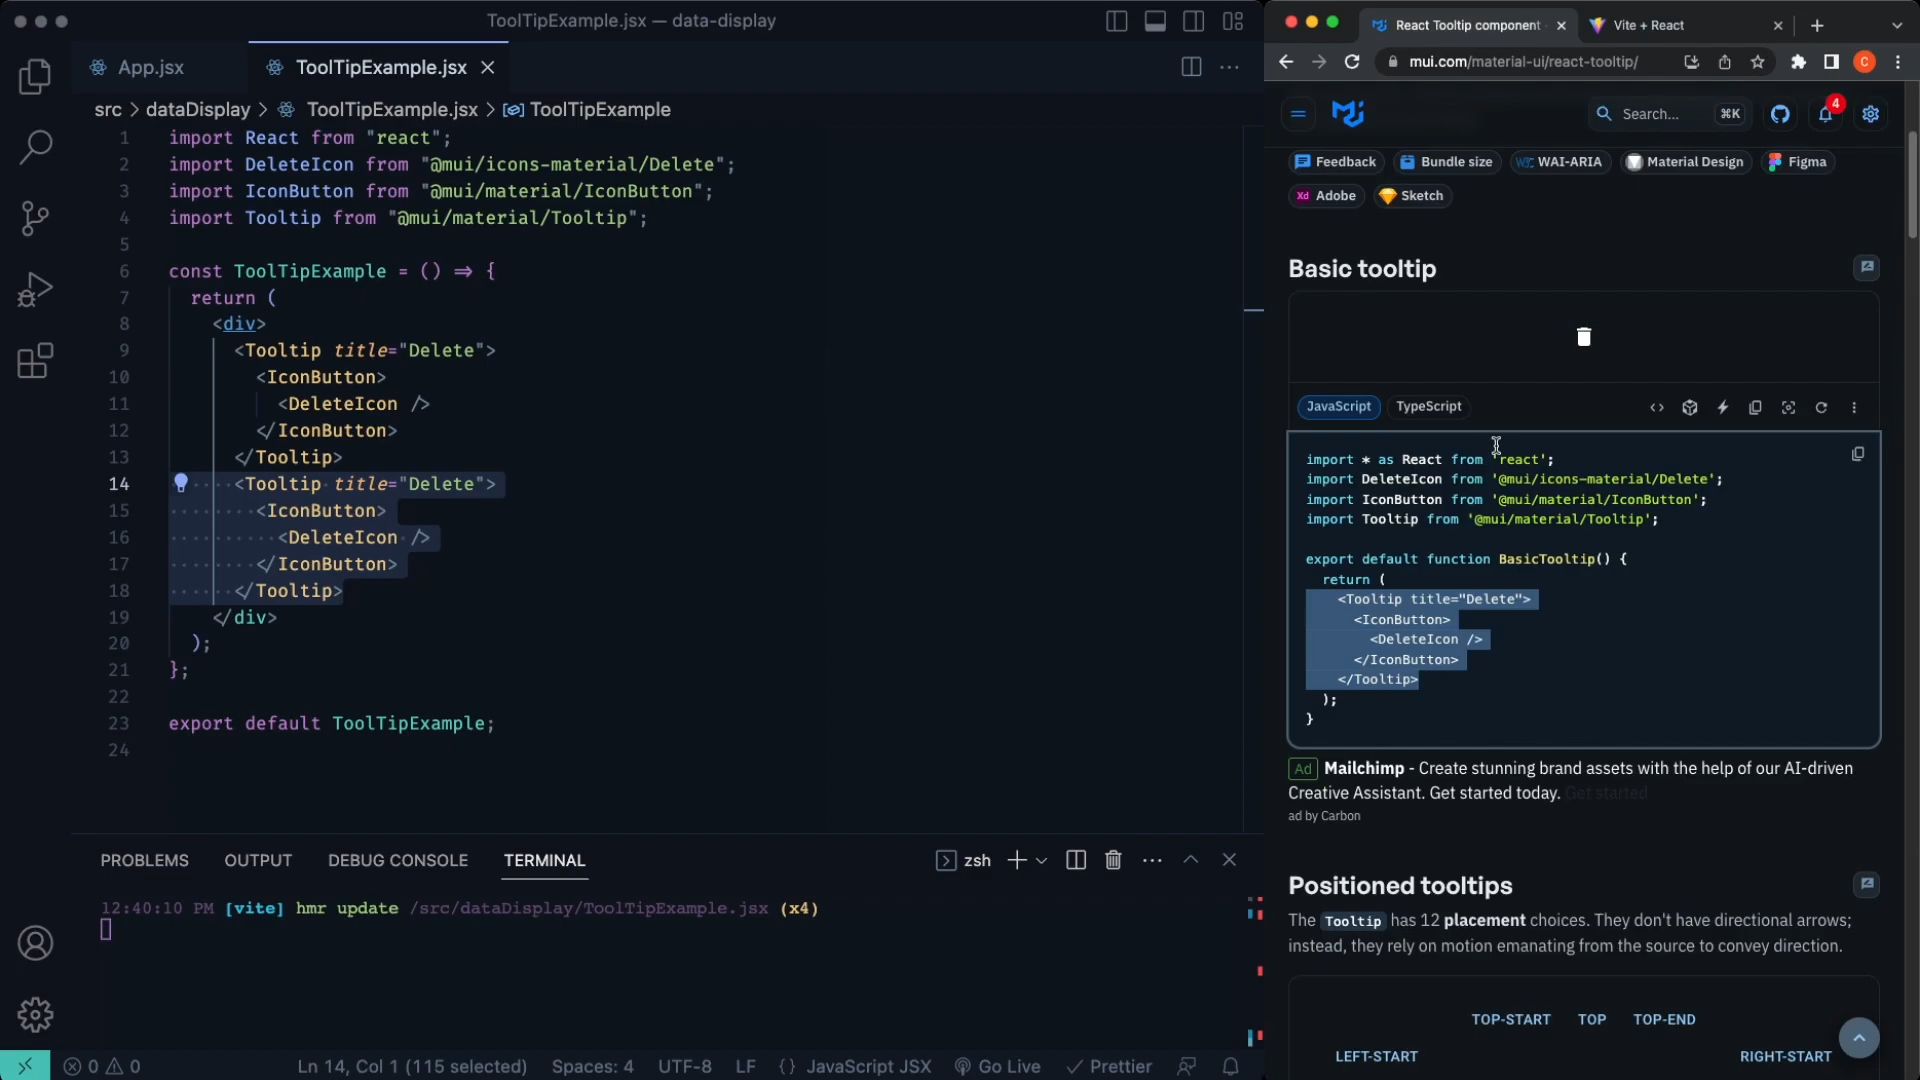 ToolTipExample.jsx — data-display
App.jsx
ToolTipExample.jsx
src > dataDisplay > ToolTipExample.jsx > ToolTipExample
1 import React from "react";
2 import DeleteIcon from "@mui/icons-material/Delete";
3 import IconButton from "@mui/material/IconButton";
4 import Tooltip from "@mui/material/Tooltip";
5
6 const ToolTipExample = () => {
7 return (
8 <div>
9 <Tooltip title="Delete">
10 <IconButton>
11 <DeleteIcon />
12 </IconButton>
13 </Tooltip>
14 <Tooltip title="Delete">
15 <IconButton>
16 <DeleteIcon />
17 </IconButton>
18 </Tooltip>
19 </div>
20 );
21 };
22
23 export default ToolTipExample;
24
PROBLEMS OUTPUT DEBUG CONSOLE TERMINAL
zsh
12:40:10 PM [vite] hmr update /src/dataDisplay/ToolTipExample.jsx (x4)
0 0 Ln 14, Col 1 (115 selected) Spaces: 4 UTF-8 LF {} JavaScript JSX Go Live Prettier
React Tooltip component
Vite + React
mui.com/material-ui/react-tooltip/
C
Search... ⌘K
4
Feedback Bundle size WAI-ARIA Material Design Figma
Xd Adobe Sketch
Basic tooltip
JavaScript TypeScript
import * as React from 'react';
import DeleteIcon from '@mui/icons-material/Delete';
import IconButton from '@mui/material/IconButton';
import Tooltip from '@mui/material/Tooltip';
export default function BasicTooltip() {
return (
<Tooltip title="Delete">
<IconButton>
<DeleteIcon />
</IconButton>
</Tooltip>
);
}
Ad Mailchimp - Create stunning brand assets with the help of our AI-driven
Creative Assistant. Get started today. Get started
ad by Carbon
Positioned tooltips
The Tooltip has 12 placement choices. They don't have directional arrows;
instead, they rely on motion emanating from the source to convey direction.
TOP-START TOP TOP-END
LEFT-START RIGHT-START